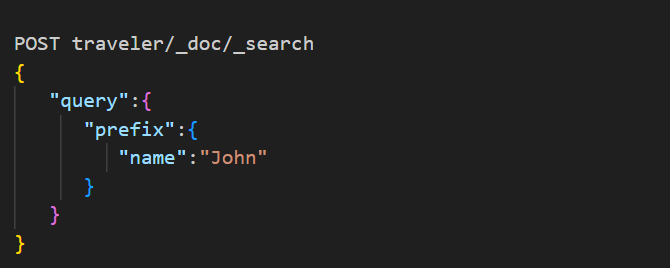 POST traveler/_doc/_search
{
"query":{
"prefix":{
"name":"John"
}
}
}